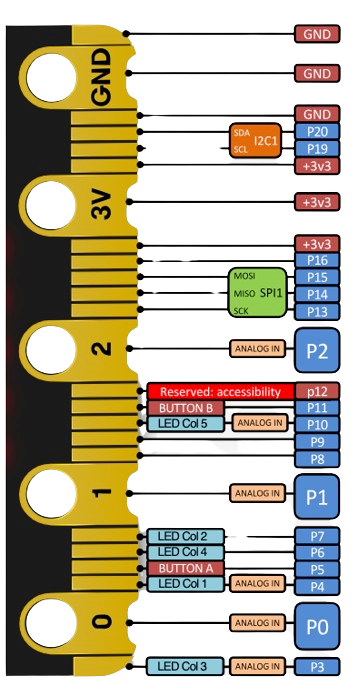 GND
GND
GND
GND
SDA I2C1 P20
SCL P19
+3v3
3V +3v3
+3v3
P16
MOSI P15
MISO SPI1 P14
SCK P13
2 ANALOG IN P2
Reserved: accessibility p12
BUTTON B P11
LED Col 5 ANALOG IN P10
P9
P8
1 ANALOG IN P1
LED Col 2 P7
LED Col 4 P6
BUTTON A P5
LED Col 1 ANALOG IN P4
0 ANALOG IN P0
LED Col 3 ANALOG IN P3